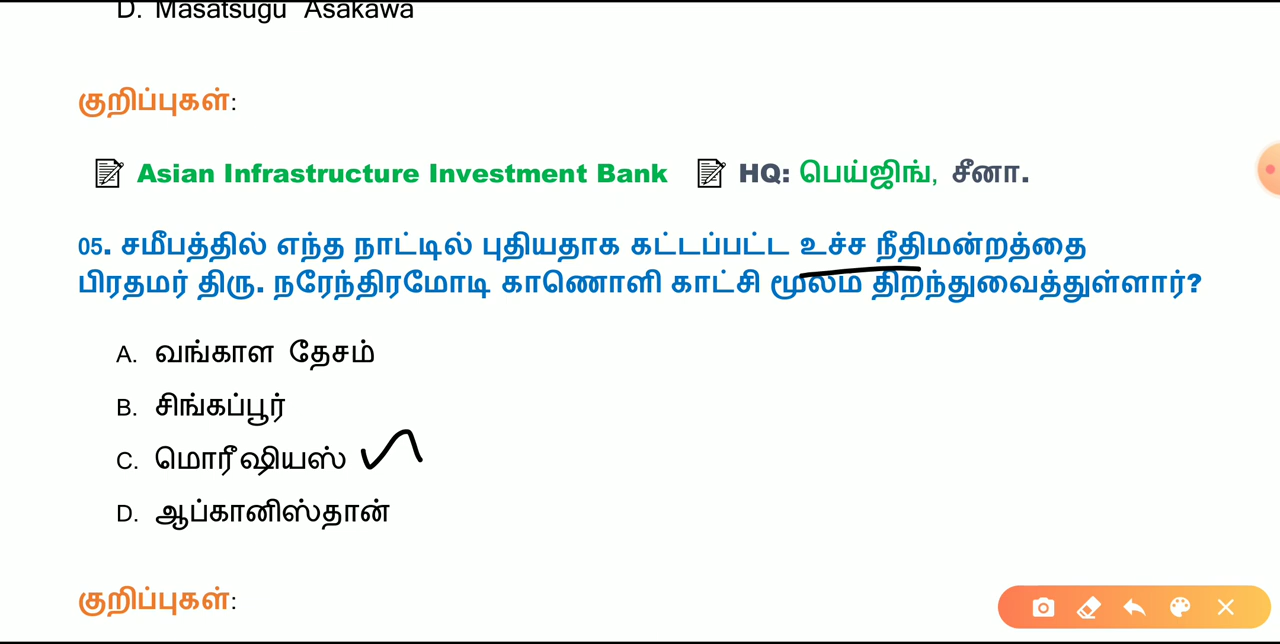 D. Masatsugu Asakawa
குறிப்புகள்:
📝 Asian Infrastructure Investment Bank 📝 HQ: பெய்ஜிங், சீனா.
05. சமீபத்தில் எந்த நாட்டில் புதியதாக கட்டப்பட்ட உச்ச நீதிமன்றத்தை
பிரதமர் திரு. நரேந்திரமோடி காணொளி காட்சி மூலம் திறந்துவைத்துள்ளார்?
A. வங்காள தேசம்
B. சிங்கப்பூர்
C. மொரீஷியஸ்
D. ஆப்கானிஸ்தான்
குறிப்புகள்: